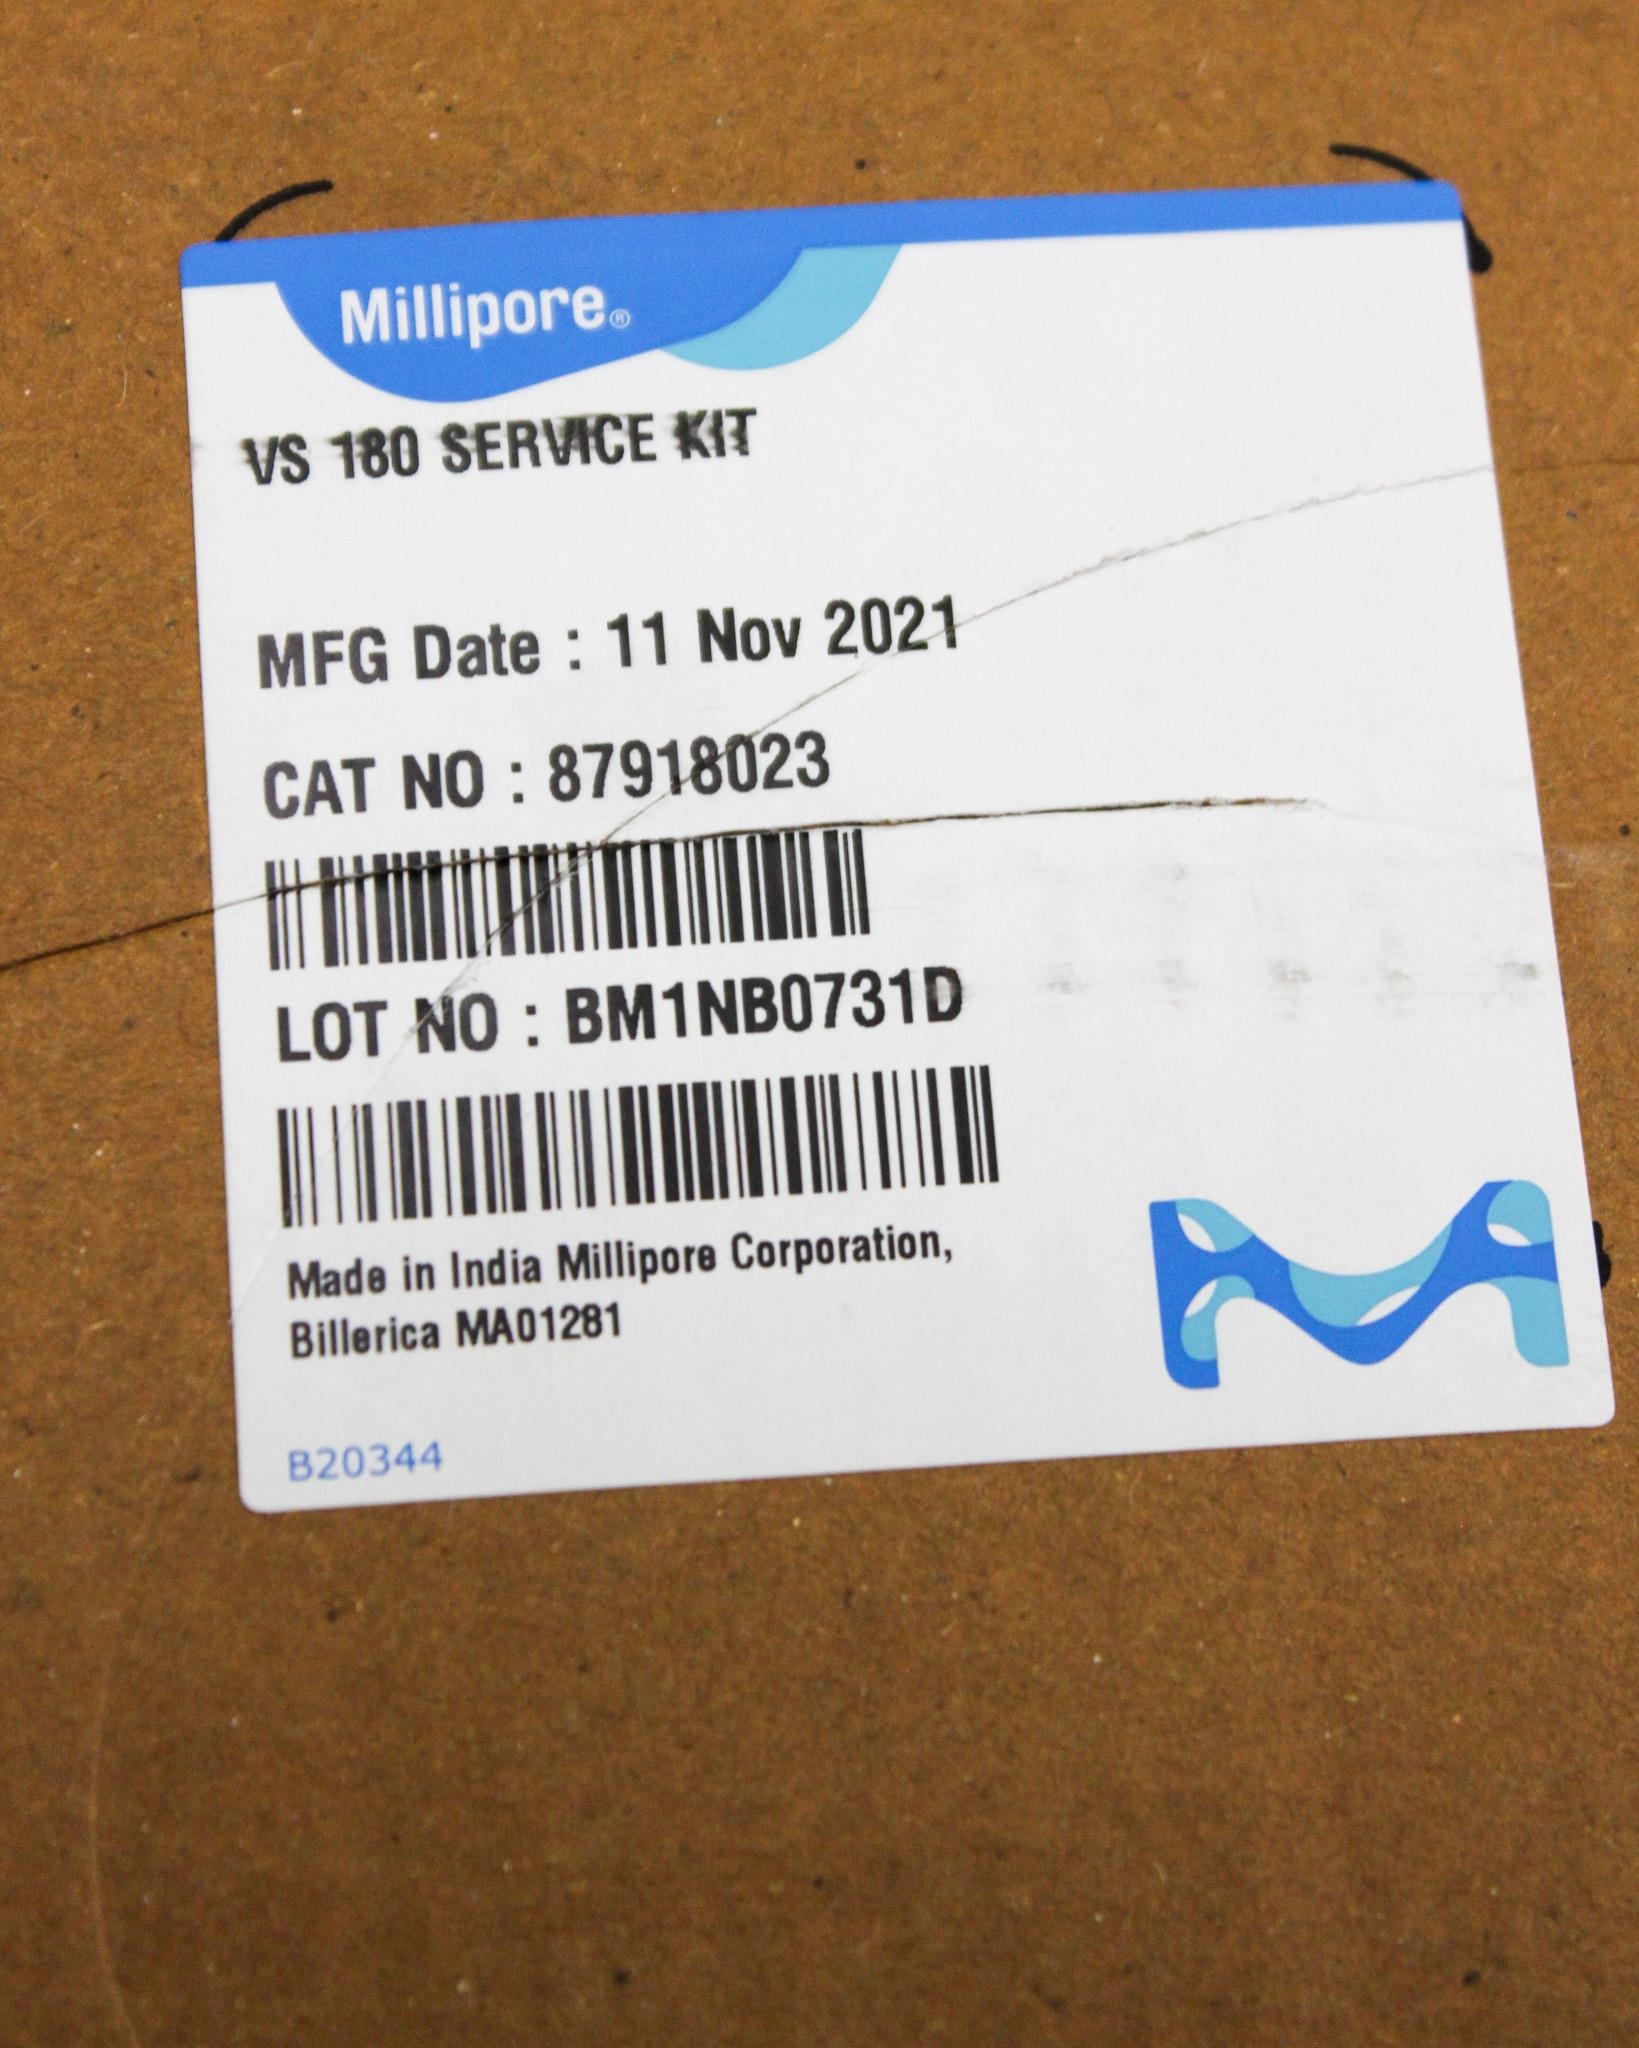 Millipore®
VS 180 SERVICE KIT
MFG Date : 11 Nov 2021
CAT NO : 87918023
LOT NO : BM1NB0731D
Made in India Millipore Corporation,
Billerica MA01281
B20344